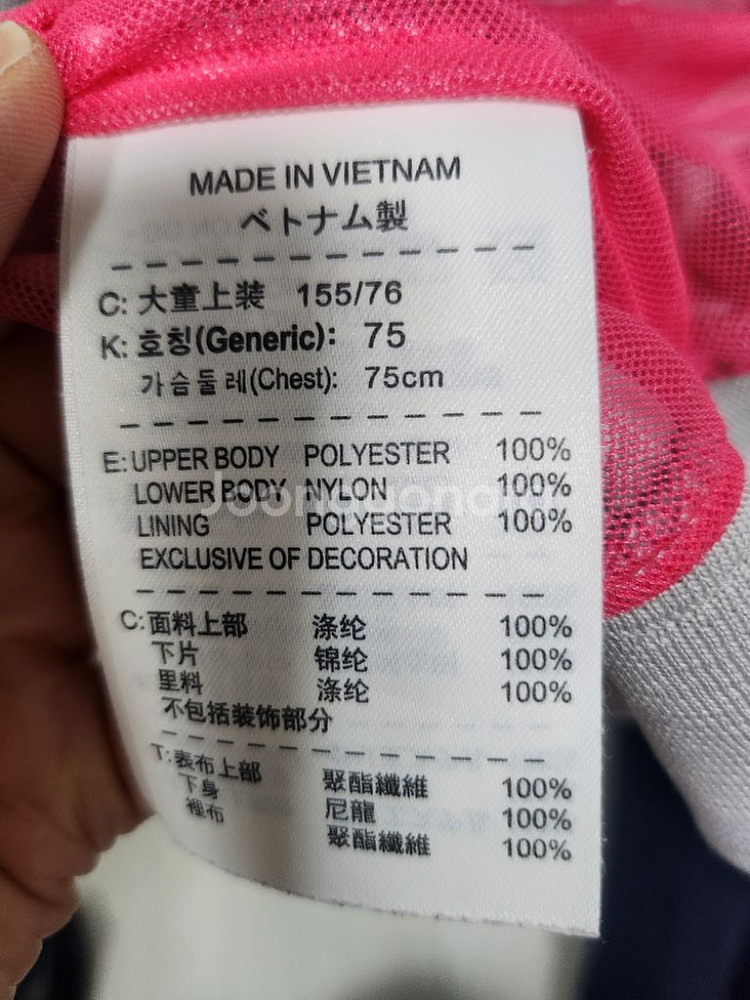 MADE IN VIETNAM
ベトナム製
C: 大童上装 155/76
K: 호칭(Generic): 75
가슴둘레(Chest): 75cm
E: UPPER BODY POLYESTER 100%
LOWER BODY NYLON 100%
LINING POLYESTER 100%
EXCLUSIVE OF DECORATION
C: 面料上部 涤纶 100%
下片 锦纶 100%
里料 涤纶 100%
不包括装饰部分
T: 表布上部 聚酯纖維 100%
下身 尼龍 100%
裡布 聚酯纖維 100%